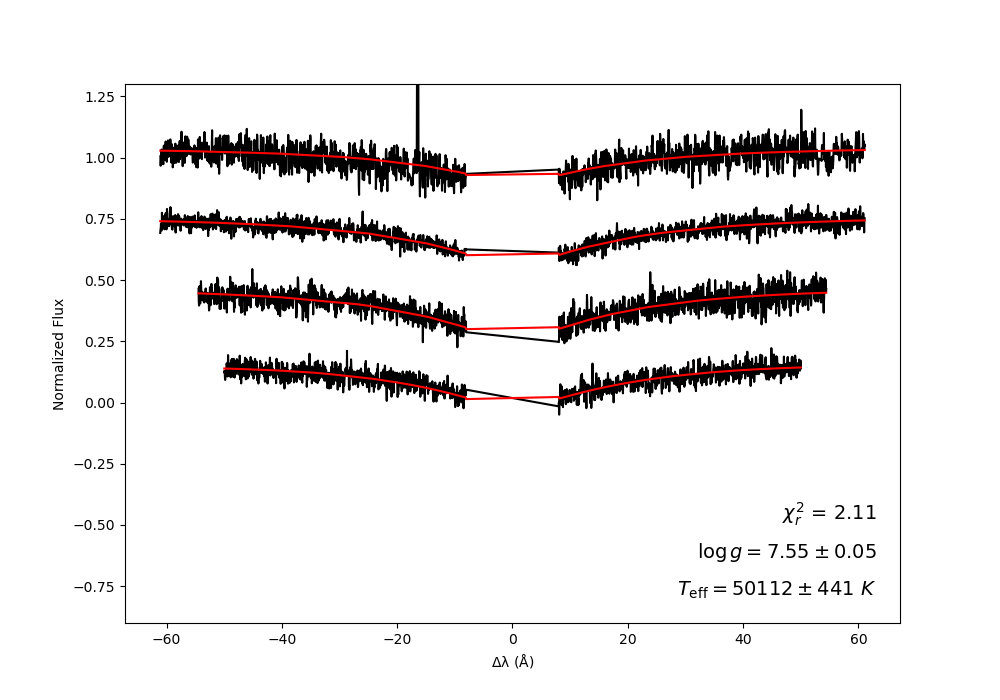 1.25
1.00
0.75
0.50
0.25
0.00
−0.25
−0.50
−0.75
Normalized Flux
χ²ᵣ = 2.11
log g = 7.55 ± 0.05
T_eff = 50112 ± 441 K
−60 −40 −20 0 20 40 60
Δλ (Å)